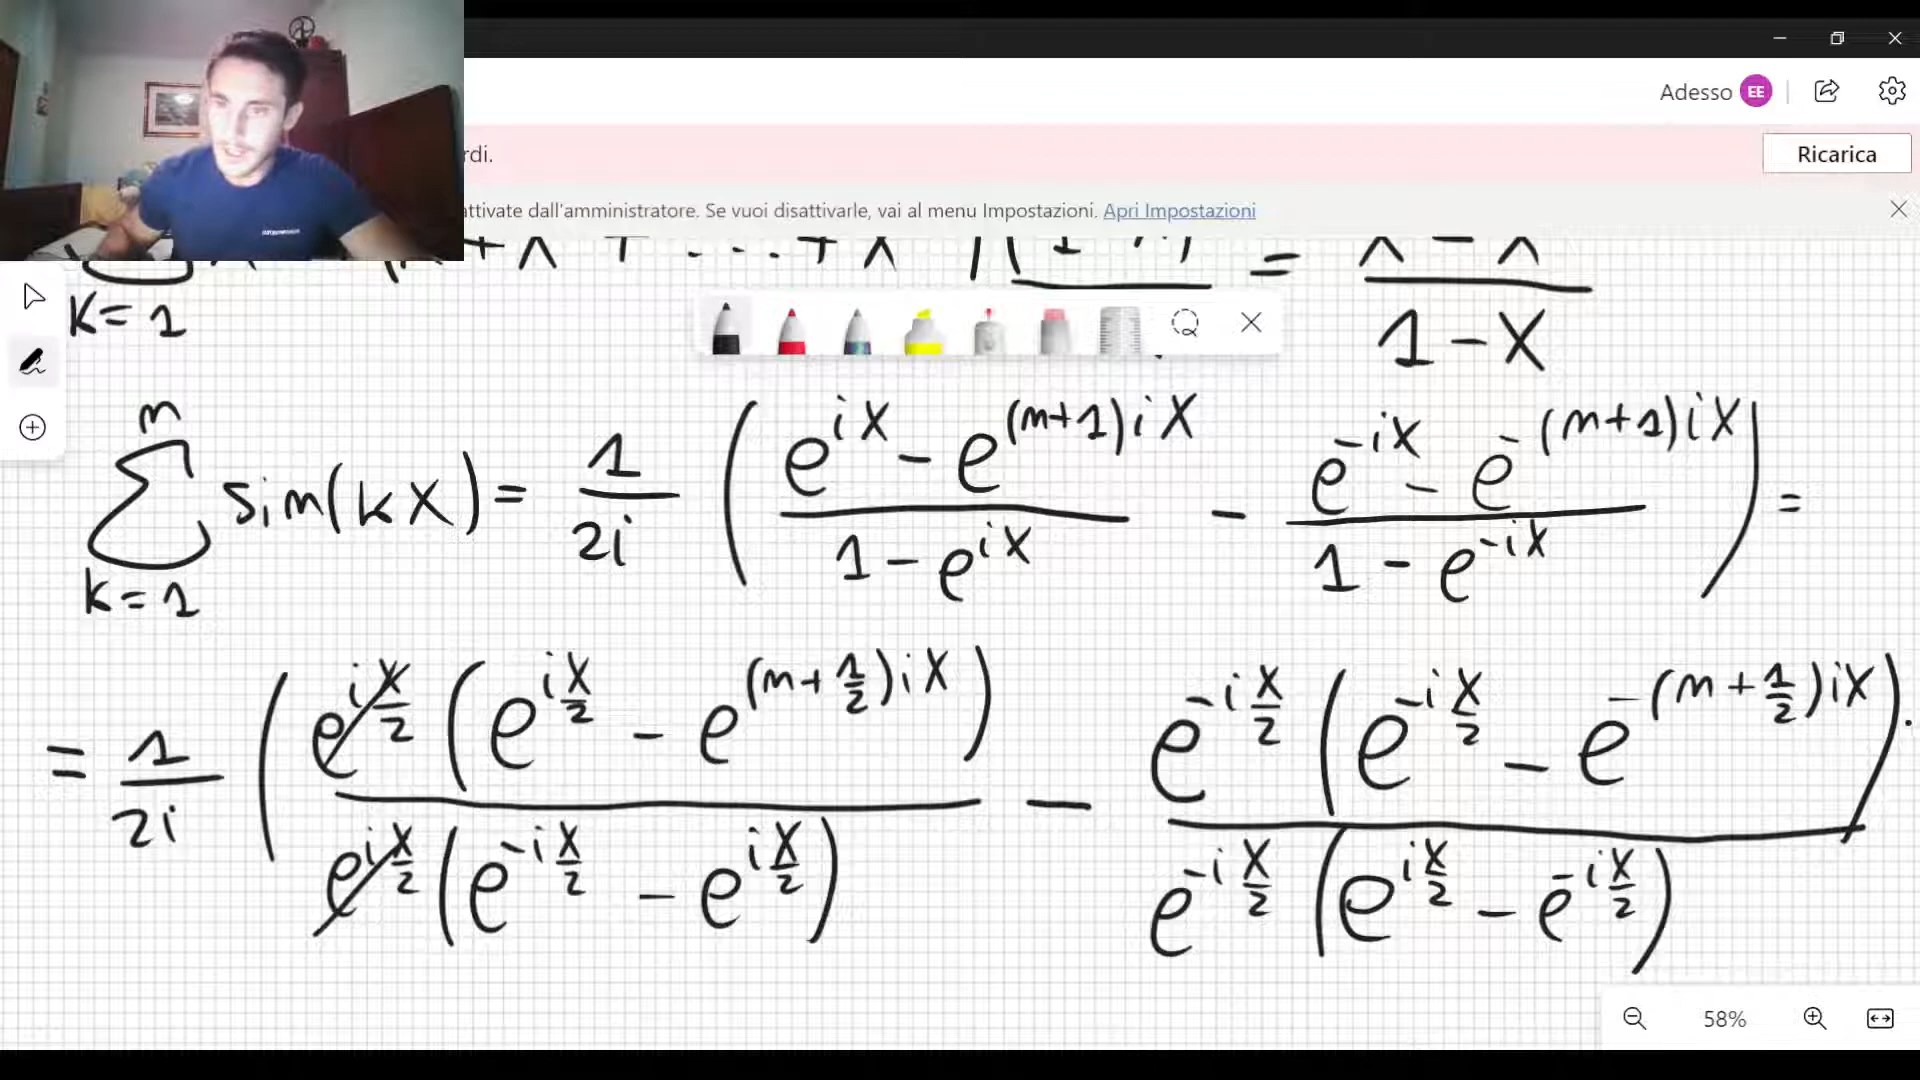 Adesso EE
rdi.
Ricarica
attivate dall'amministratore. Se vuoi disattivarle, vai al menu Impostazioni. Apri Impostazioni
K=1
1-X
m
∑ sim(kX) = 1/2i ( (e^{iX} - e^{(m+1)iX})/(1-e^{iX}) - (e^{-iX} - e^{-(m+1)iX})/(1-e^{-iX}) ) =
k=1
= 1/2i ( (e^{iX/2}(e^{iX/2} - e^{(m+1/2)iX}))/(e^{iX/2}(e^{-iX/2} - e^{iX/2})) - (e^{-iX/2}(e^{-iX/2} - e^{-(m+1/2)iX}))/(e^{-iX/2}(e^{iX/2} - e^{-iX/2}))
58%